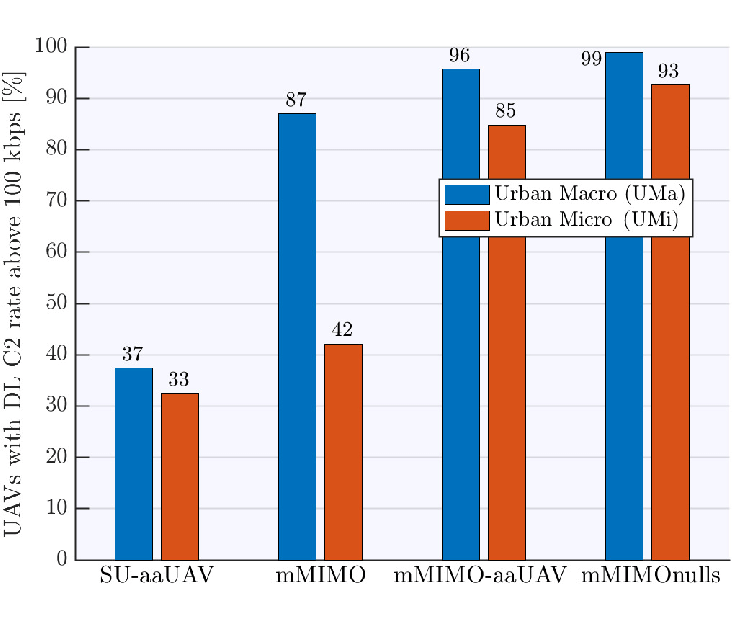 UAVs with DL C2 rate above 100 kbps [%]
100
90
80
70
60
50
40
30
20
10
0
37
33
87
42
96
85
99
93
Urban Macro (UMa)
Urban Micro (UMi)
SU-aaUAV
mMIMO
mMIMO-aaUAV
mMIMOnulls